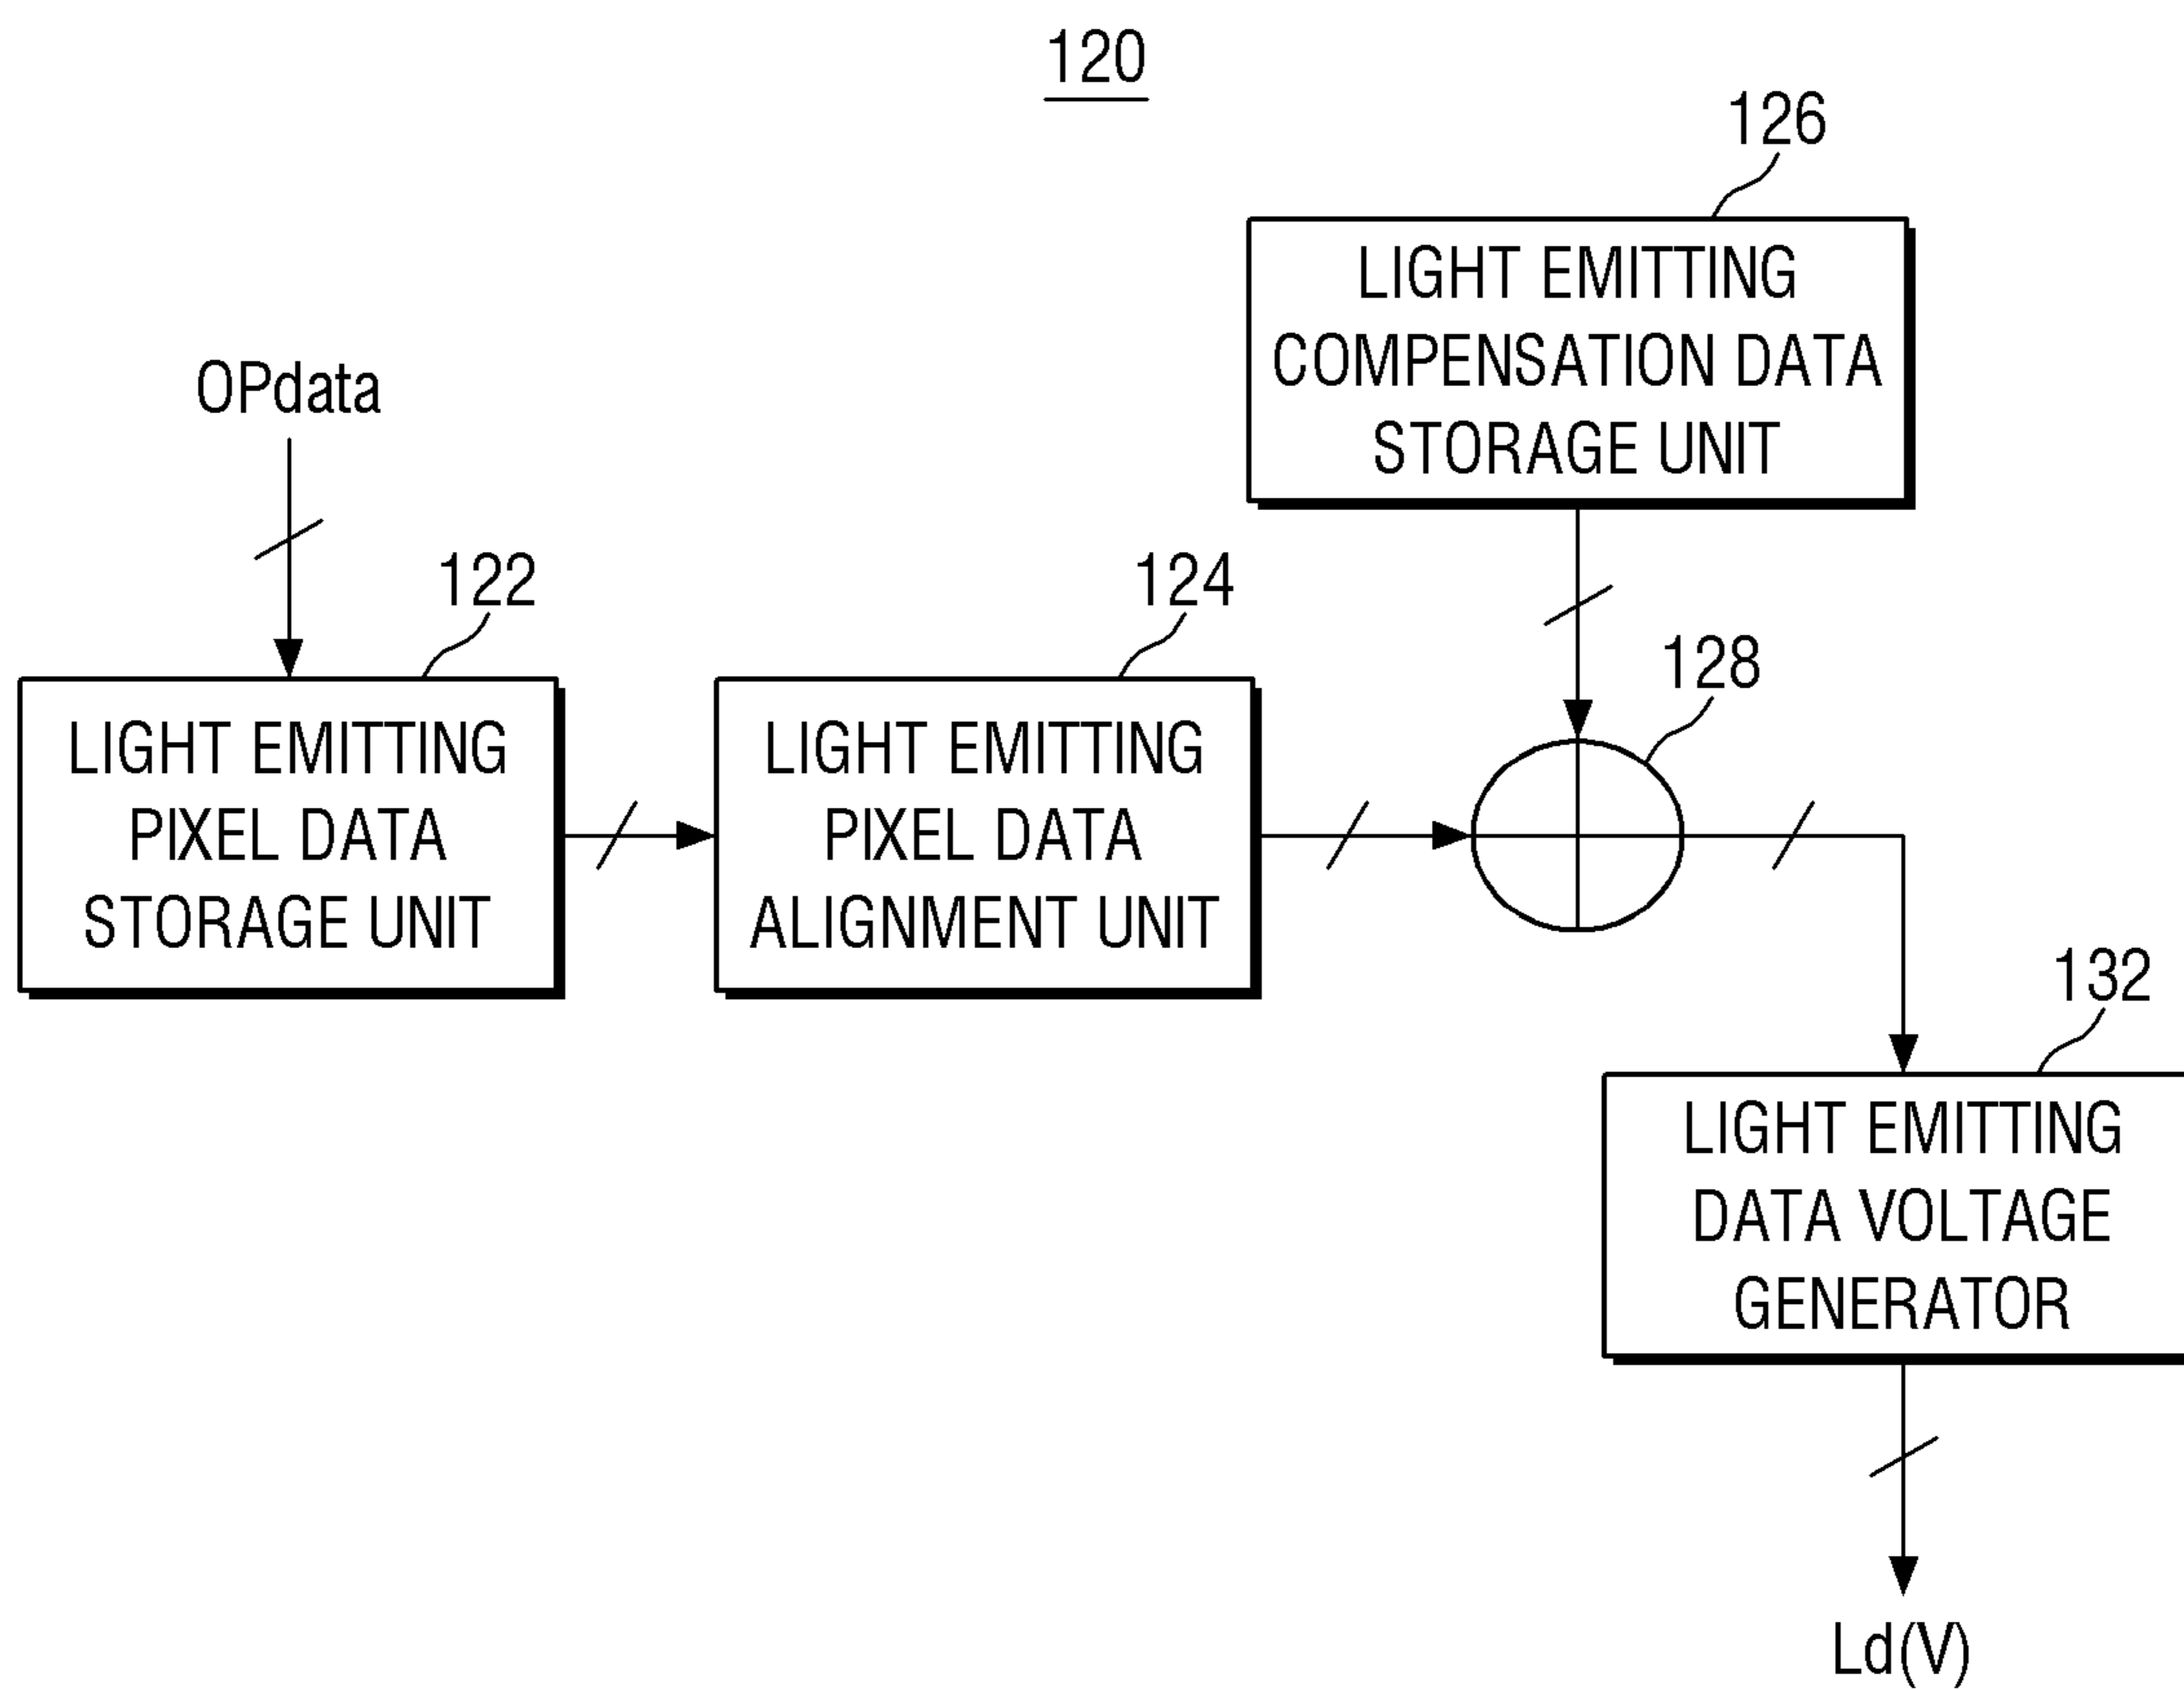 120
126
LIGHT EMITTING
COMPENSATION DATA
STORAGE UNIT
OPdata
122
LIGHT EMITTING
PIXEL DATA
STORAGE UNIT
124
LIGHT EMITTING
PIXEL DATA
ALIGNMENT UNIT
128
132
LIGHT EMITTING
DATA VOLTAGE
GENERATOR
Ld(V)